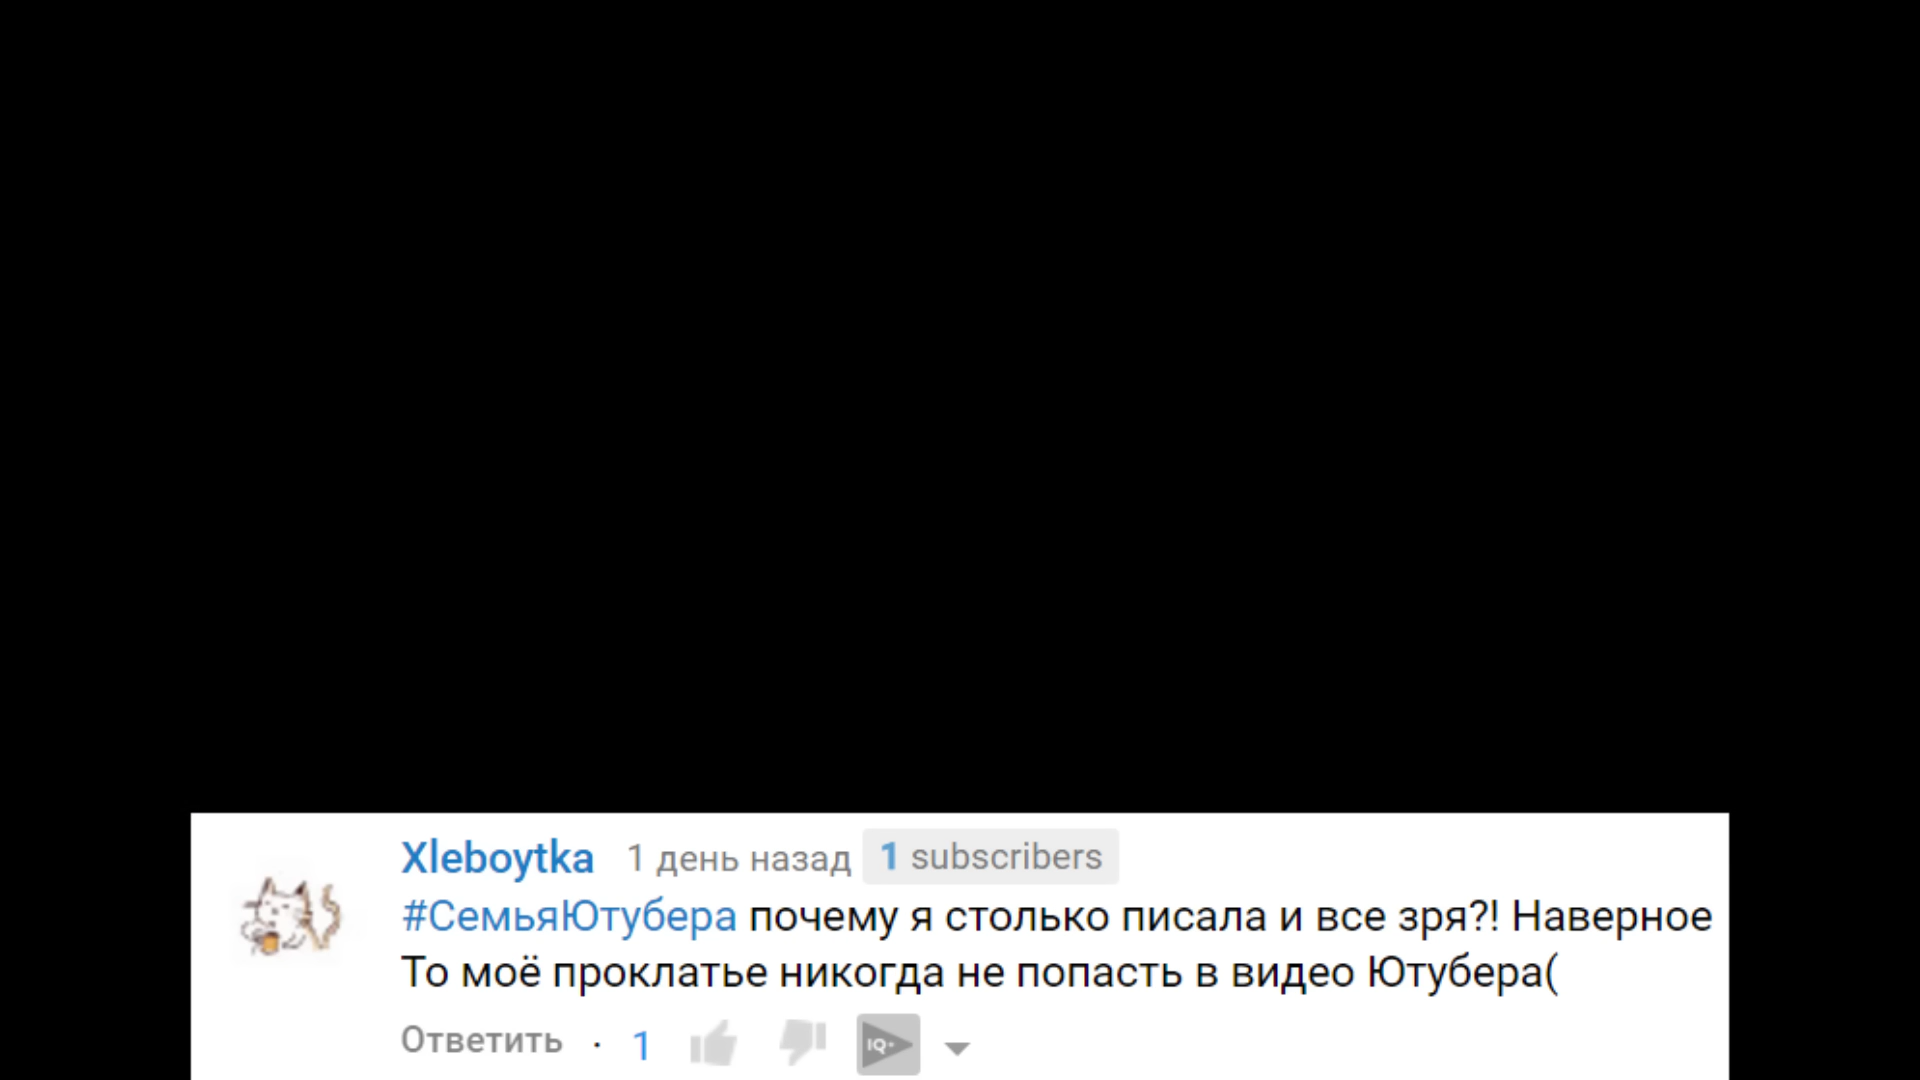 Xleboytka 1 день назад 1 subscribers
#СемьяЮтубера почему я столько писала и все зря?! Наверное
То моё проклатье никогда не попасть в видео Ютубера(
Ответить · 1 IQ+